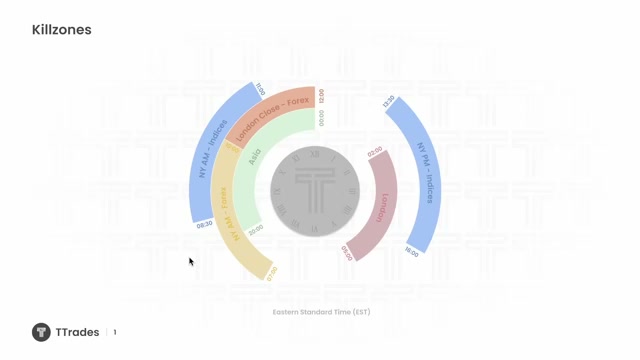 Killzones
11:00
12:00
13:30
London Close - Forex
00:00
NY AM - Indices
10:00
Asia
02:00
NY PM - Indices
NY AM - Forex
London
08:30
20:00
05:00
16:00
07:00
Eastern Standard Time (EST)
TTrades
1